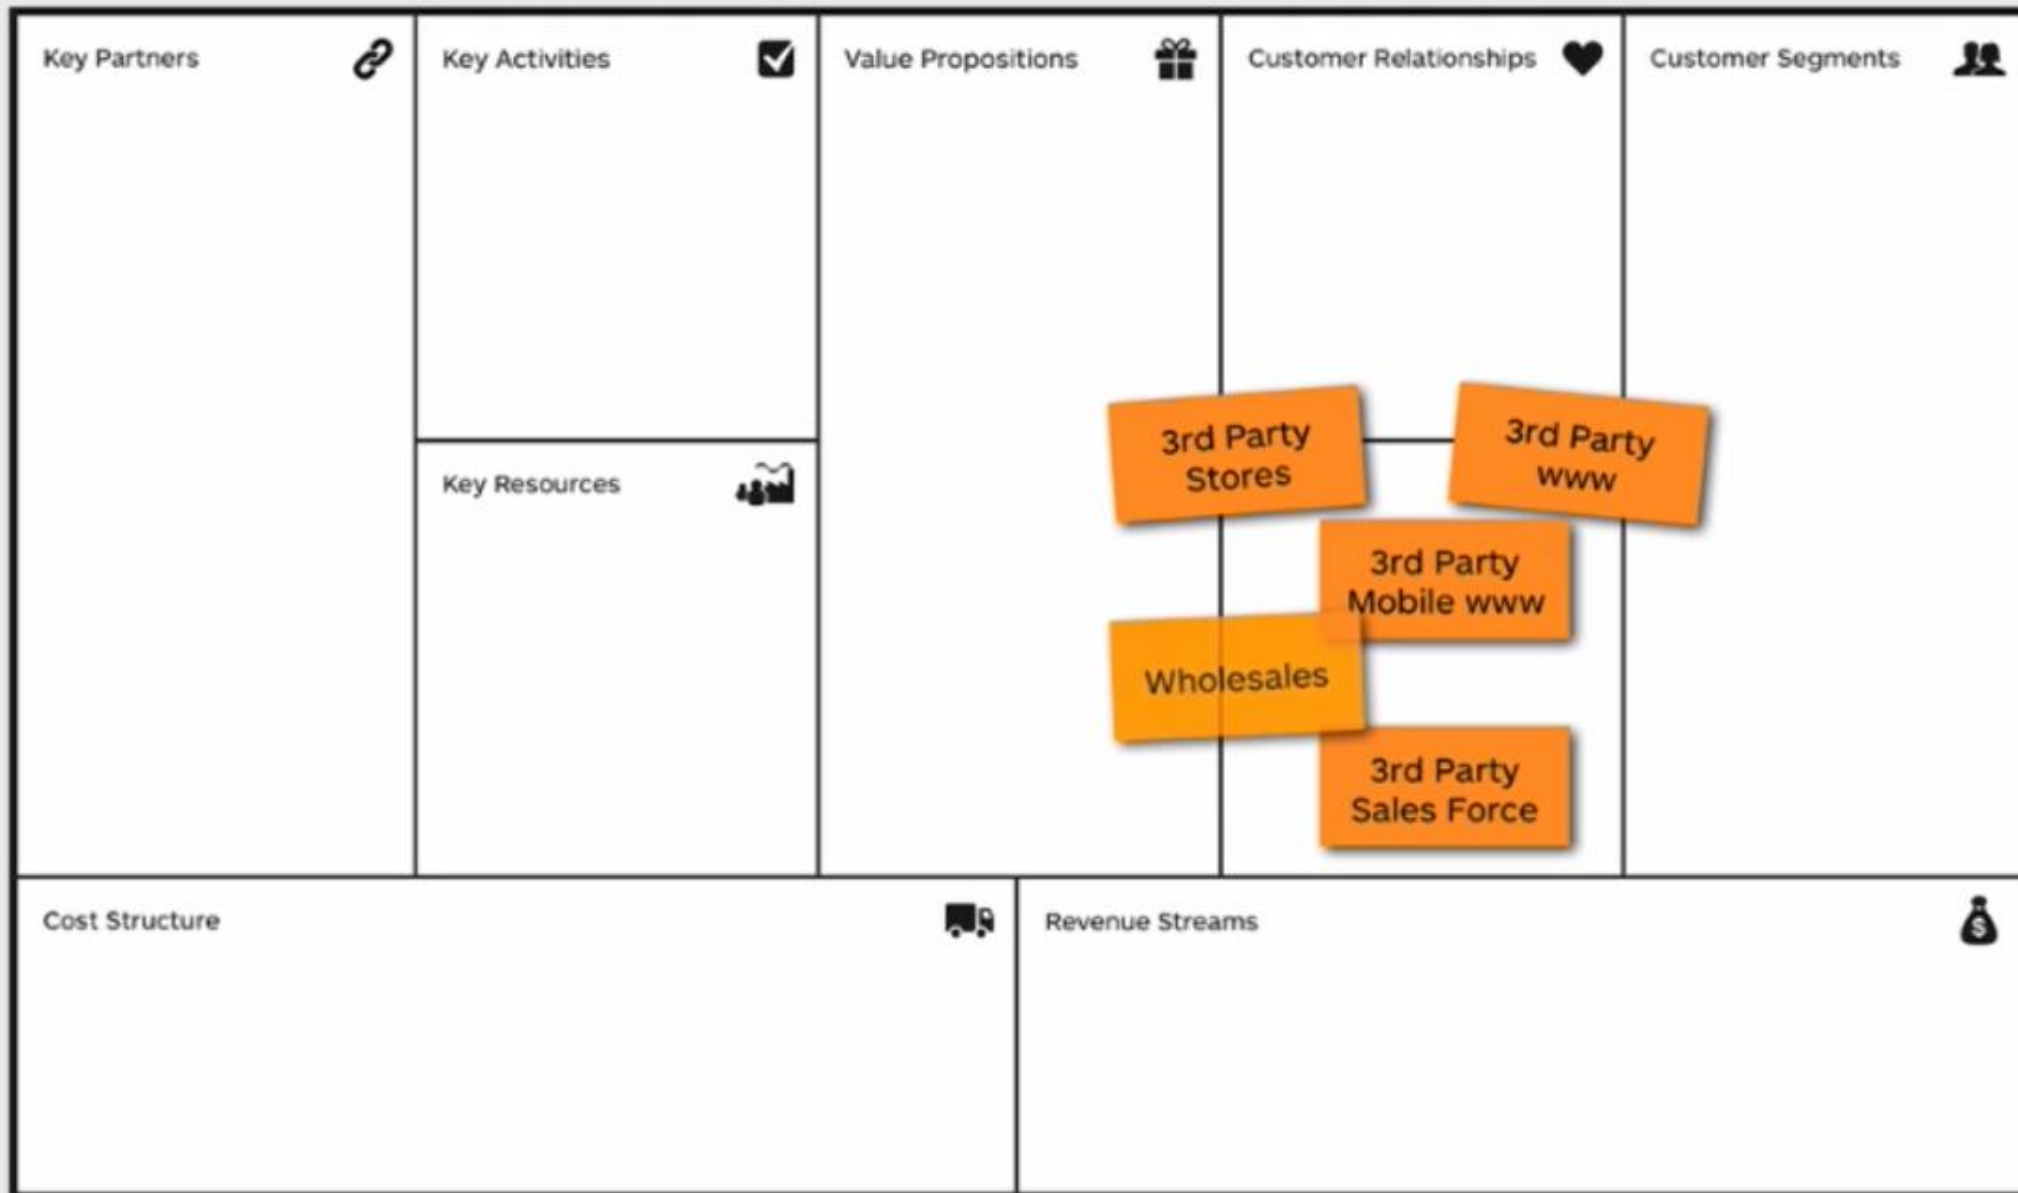 Key Partners
Key Activities
Value Propositions
Customer Relationships
Customer Segments
Key Resources
3rd Party
Stores
3rd Party
www
3rd Party
Mobile www
Wholesales
3rd Party
Sales Force
Cost Structure
Revenue Streams
$